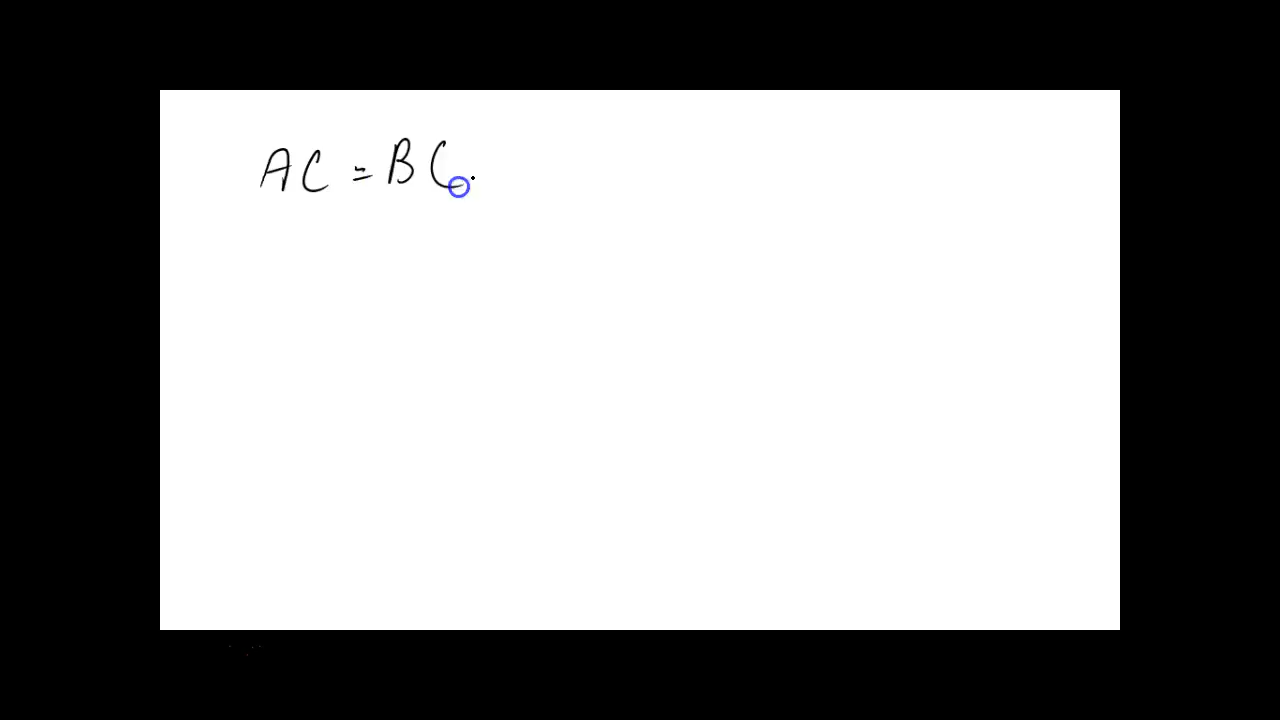 AC = BC.